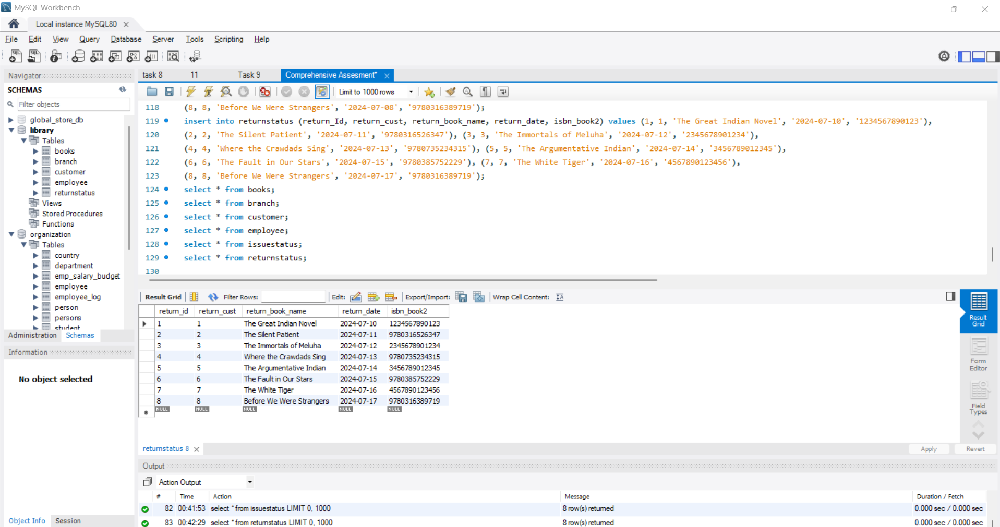 MySQL Workbench
Local instance MySQL80
File Edit View Query Database Server Tools Scripting Help
Navigator
SCHEMAS
Filter objects
global_store_db
library
Tables
books
branch
customer
employee
returnstatus
Views
Stored Procedures
Functions
organization
Tables
country
department
emp_salary_budget
employee
employee_log
person
persons
student
Administration Schemas
Information
No object selected
Object Info Session
task 8 11 Task 9 Comprehensive Assesment*
Limit to 1000 rows
118 (8, 8, 'Before We Were Strangers', '2024-07-08', '9780316389719');
119 insert into returnstatus (return_Id, return_cust, return_book_name, return_date, isbn_book2) values (1, 1, 'The Great Indian Novel', '2024-07-10', '1234567890123'),
120 (2, 2, 'The Silent Patient', '2024-07-11', '9780316526347'), (3, 3, 'The Immortals of Meluha', '2024-07-12', '2345678901234'),
121 (4, 4, 'Where the Crawdads Sing', '2024-07-13', '9780735234315'), (5, 5, 'The Argumentative Indian', '2024-07-14', '3456789012345'),
122 (6, 6, 'The Fault in Our Stars', '2024-07-15', '9780385752229'), (7, 7, 'The White Tiger', '2024-07-16', '4567890123456'),
123 (8, 8, 'Before We Were Strangers', '2024-07-17', '9780316389719');
124 select * from books;
125 select * from branch;
126 select * from customer;
127 select * from employee;
128 select * from issuestatus;
129 select * from returnstatus;
130
Result Grid Filter Rows: Edit: Export/Import: Wrap Cell Content:
return_id return_cust return_book_name return_date isbn_book2
1 1 The Great Indian Novel 2024-07-10 1234567890123
2 2 The Silent Patient 2024-07-11 9780316526347
3 3 The Immortals of Meluha 2024-07-12 2345678901234
4 4 Where the Crawdads Sing 2024-07-13 9780735234315
5 5 The Argumentative Indian 2024-07-14 3456789012345
6 6 The Fault in Our Stars 2024-07-15 9780385752229
7 7 The White Tiger 2024-07-16 4567890123456
8 8 Before We Were Strangers 2024-07-17 9780316389719
NULL NULL NULL NULL NULL
Result
Grid
Form
Editor
Field
Types
returnstatus 8
Apply Revert
Output
Action Output
# Time Action Message Duration / Fetch
82 00:41:53 select * from issuestatus LIMIT 0, 1000 8 row(s) returned 0.000 sec / 0.000 sec
83 00:42:29 select * from returnstatus LIMIT 0, 1000 8 row(s) returned 0.000 sec / 0.000 sec